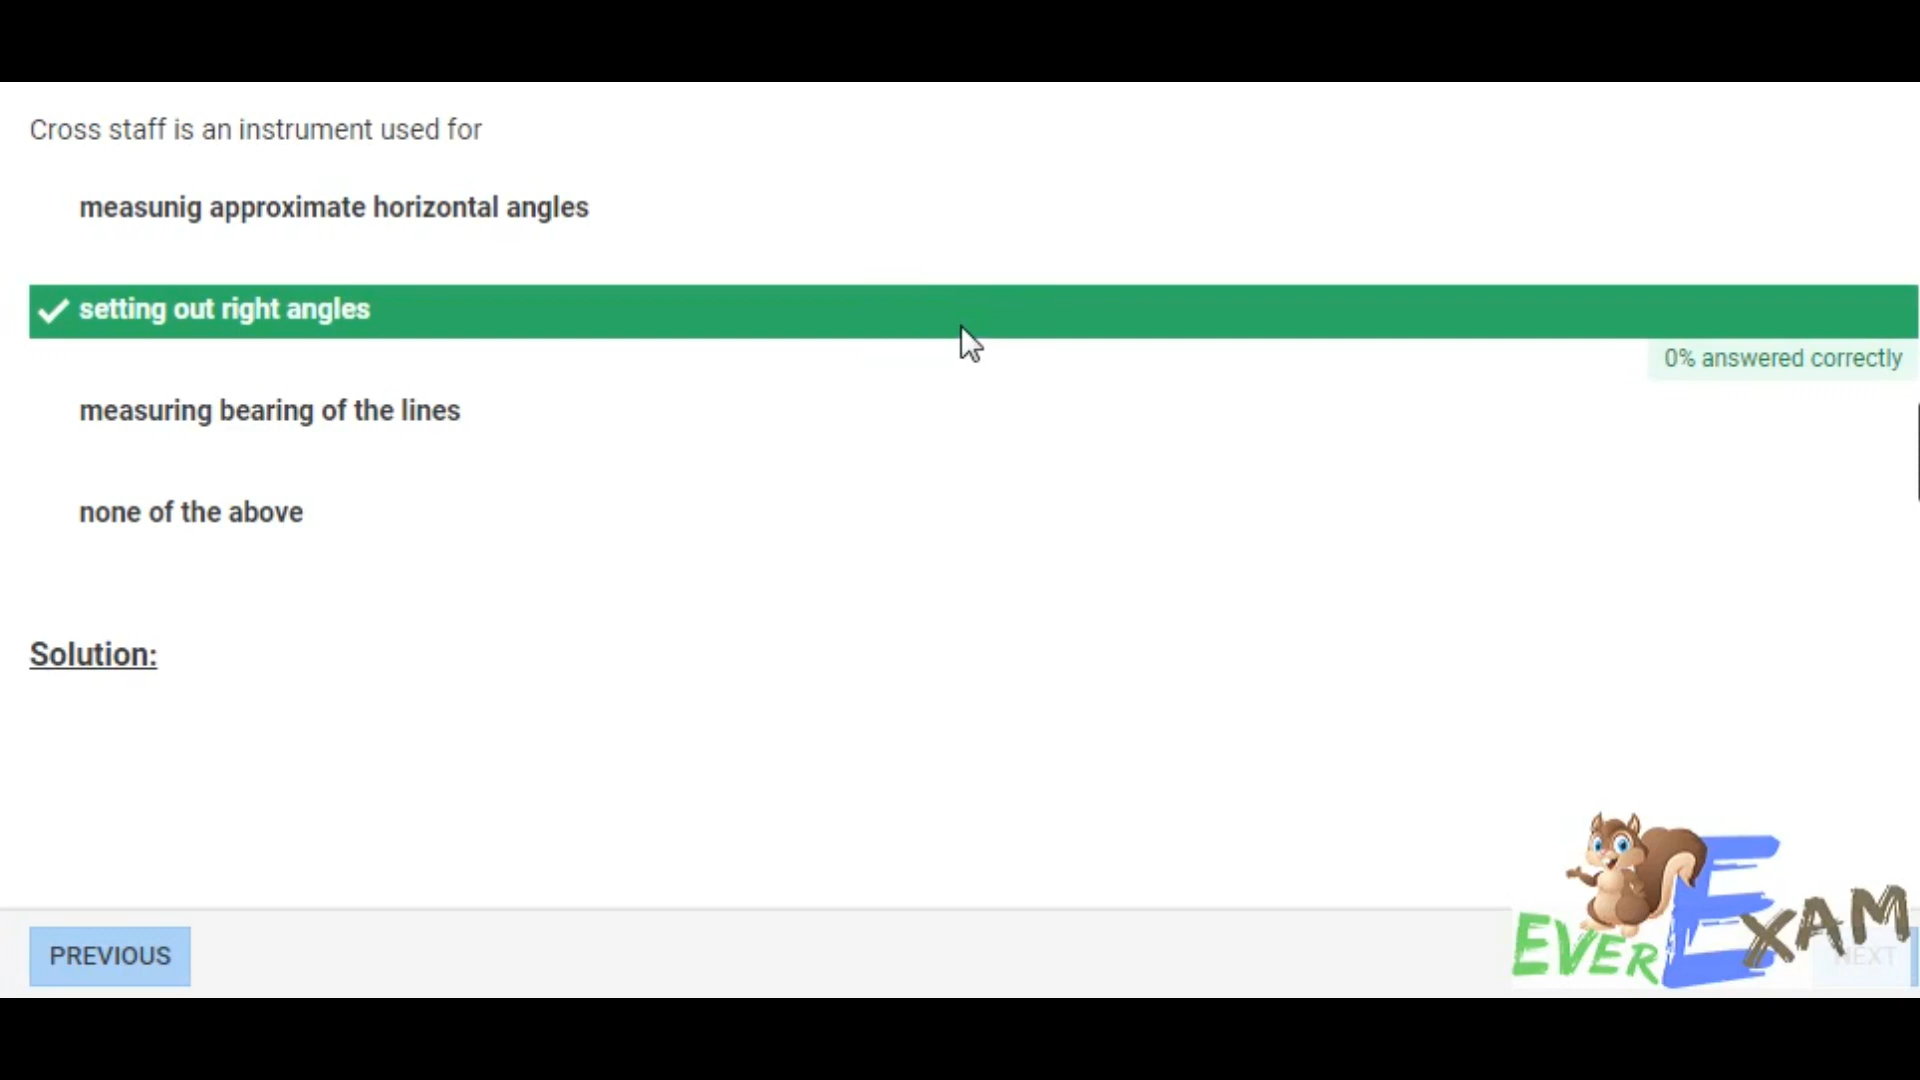 Cross staff is an instrument used for
measunig approximate horizontal angles
setting out right angles
0% answered correctly
measuring bearing of the lines
none of the above
Solution:
PREVIOUS
EVER EXAM
NEXT